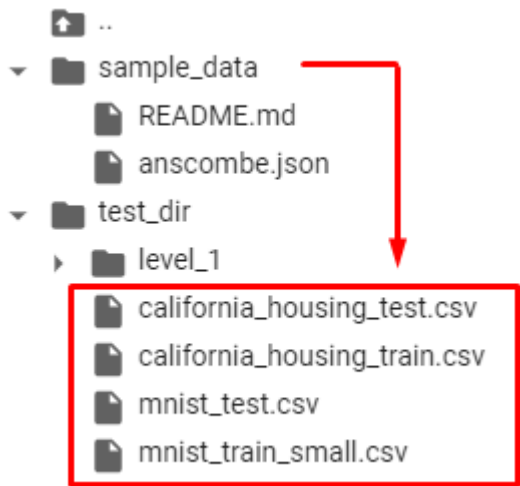 ..
sample_data
README.md
anscombe.json
test_dir
level_1
california_housing_test.csv
california_housing_train.csv
mnist_test.csv
mnist_train_small.csv